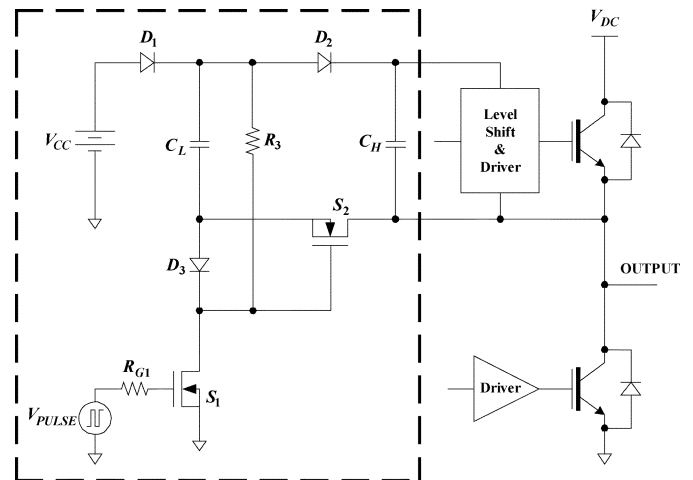 D1
D2
VDC
VCC
CL
R3
CH
Level
Shift
&
Driver
S2
D3
OUTPUT
RG1
S1
Driver
VPULSE